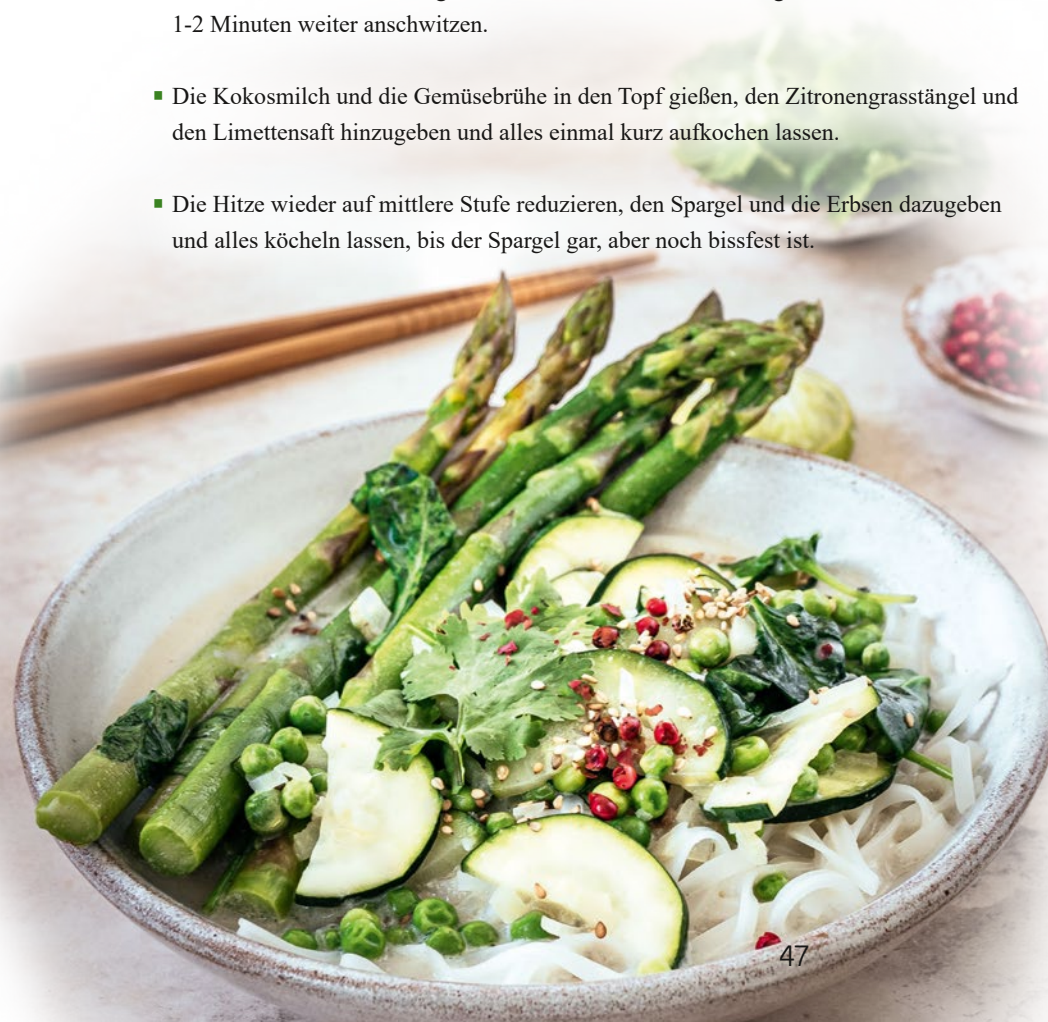 1-2 Minuten weiter anschwitzen.
▪ Die Kokosmilch und die Gemüsebrühe in den Topf gießen, den Zitronengrasstängel und
den Limettensaft hinzugeben und alles einmal kurz aufkochen lassen.
▪ Die Hitze wieder auf mittlere Stufe reduzieren, den Spargel und die Erbsen dazugeben
und alles köcheln lassen, bis der Spargel gar, aber noch bissfest ist.
47